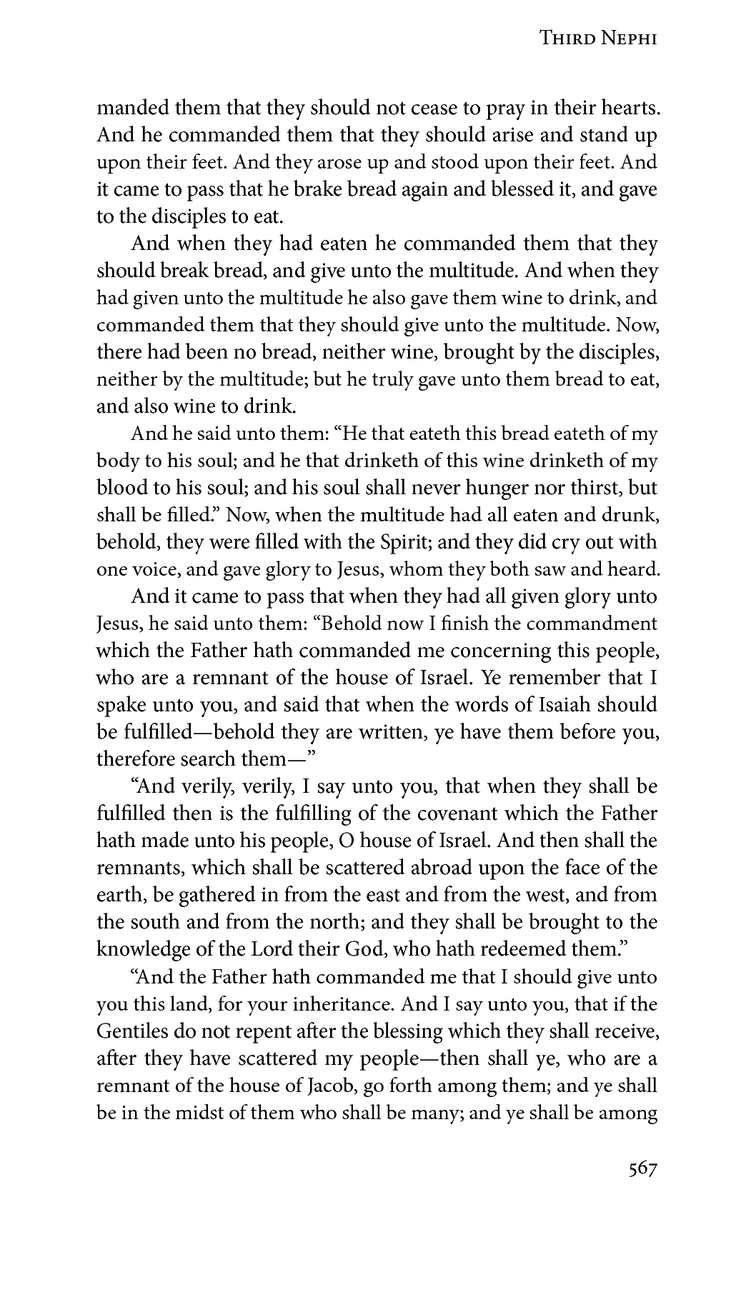 Third Nephi
manded them that they should not cease to pray in their hearts.
And he commanded them that they should arise and stand up
upon their feet. And they arose up and stood upon their feet. And
it came to pass that he brake bread again and blessed it, and gave
to the disciples to eat.
And when they had eaten he commanded them that they
should break bread, and give unto the multitude. And when they
had given unto the multitude he also gave them wine to drink, and
commanded them that they should give unto the multitude. Now,
there had been no bread, neither wine, brought by the disciples,
neither by the multitude; but he truly gave unto them bread to eat,
and also wine to drink.
And he said unto them: “He that eateth this bread eateth of my
body to his soul; and he that drinketh of this wine drinketh of my
blood to his soul; and his soul shall never hunger nor thirst, but
shall be filled.” Now, when the multitude had all eaten and drunk,
behold, they were filled with the Spirit; and they did cry out with
one voice, and gave glory to Jesus, whom they both saw and heard.
And it came to pass that when they had all given glory unto
Jesus, he said unto them: “Behold now I finish the commandment
which the Father hath commanded me concerning this people,
who are a remnant of the house of Israel. Ye remember that I
spake unto you, and said that when the words of Isaiah should
be fulfilled—behold they are written, ye have them before you,
therefore search them—”
“And verily, verily, I say unto you, that when they shall be
fulfilled then is the fulfilling of the covenant which the Father
hath made unto his people, O house of Israel. And then shall the
remnants, which shall be scattered abroad upon the face of the
earth, be gathered in from the east and from the west, and from
the south and from the north; and they shall be brought to the
knowledge of the Lord their God, who hath redeemed them.”
“And the Father hath commanded me that I should give unto
you this land, for your inheritance. And I say unto you, that if the
Gentiles do not repent after the blessing which they shall receive,
after they have scattered my people—then shall ye, who are a
remnant of the house of Jacob, go forth among them; and ye shall
be in the midst of them who shall be many; and ye shall be among
567